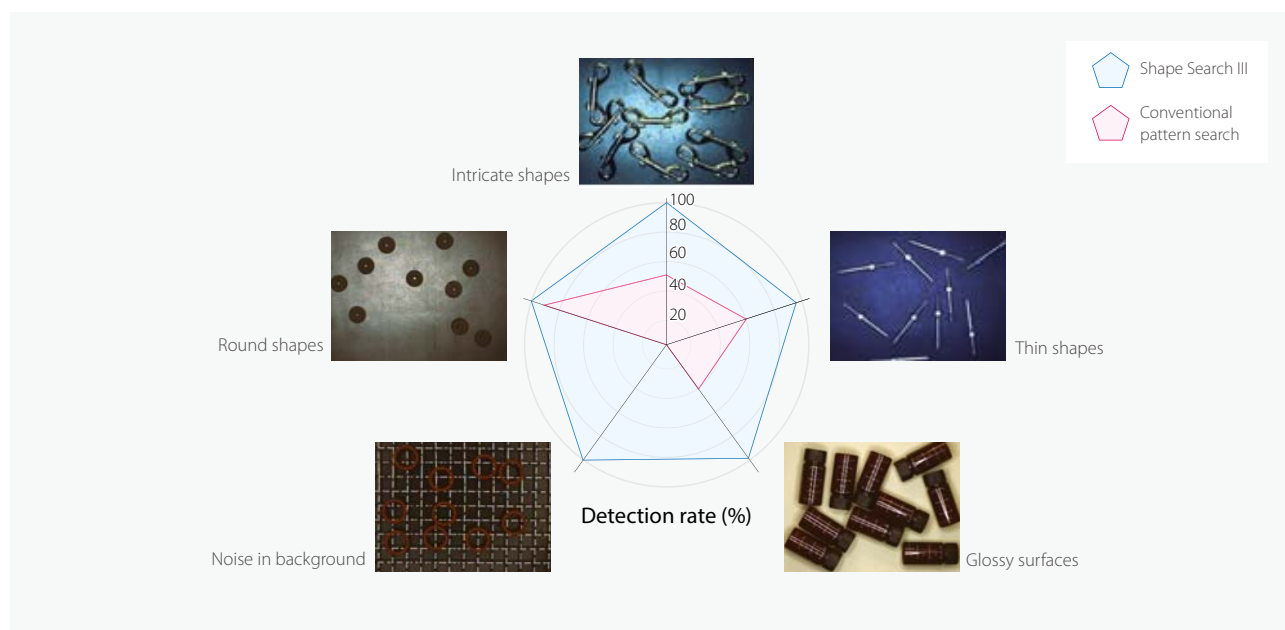 Shape Search III
Conventional
pattern search
Intricate shapes
100
80
60
40
20
Round shapes
Thin shapes
Detection rate (%)
Noise in background
Glossy surfaces